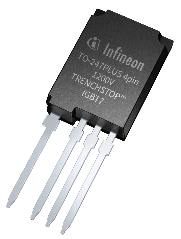 Infineon
TO-247PLUS 4pin
1200V
TRENCHSTOP™
IGBT7